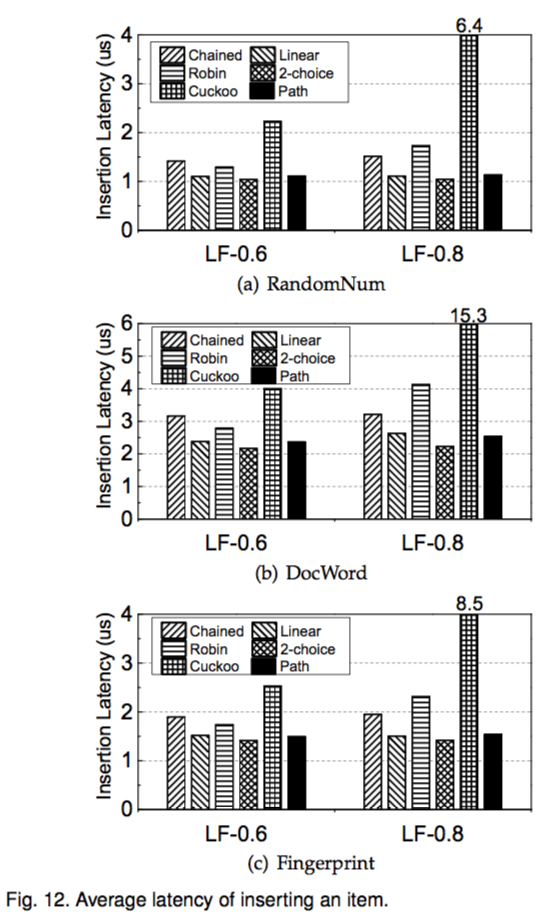 4
6.4
Insertion Latency (us)
Chained Linear
Robin 2-choice
Cuckoo Path
3
2
1
0
LF-0.6 LF-0.8
(a) RandomNum
6
15.3
Insertion Latency (us)
Chained Linear
Robin 2-choice
Cuckoo Path
5
4
3
2
1
0
LF-0.6 LF-0.8
(b) DocWord
4
8.5
Insertion Latency (us)
Chained Linear
Robin 2-choice
Cuckoo Path
3
2
1
0
LF-0.6 LF-0.8
(c) Fingerprint
Fig. 12. Average latency of inserting an item.